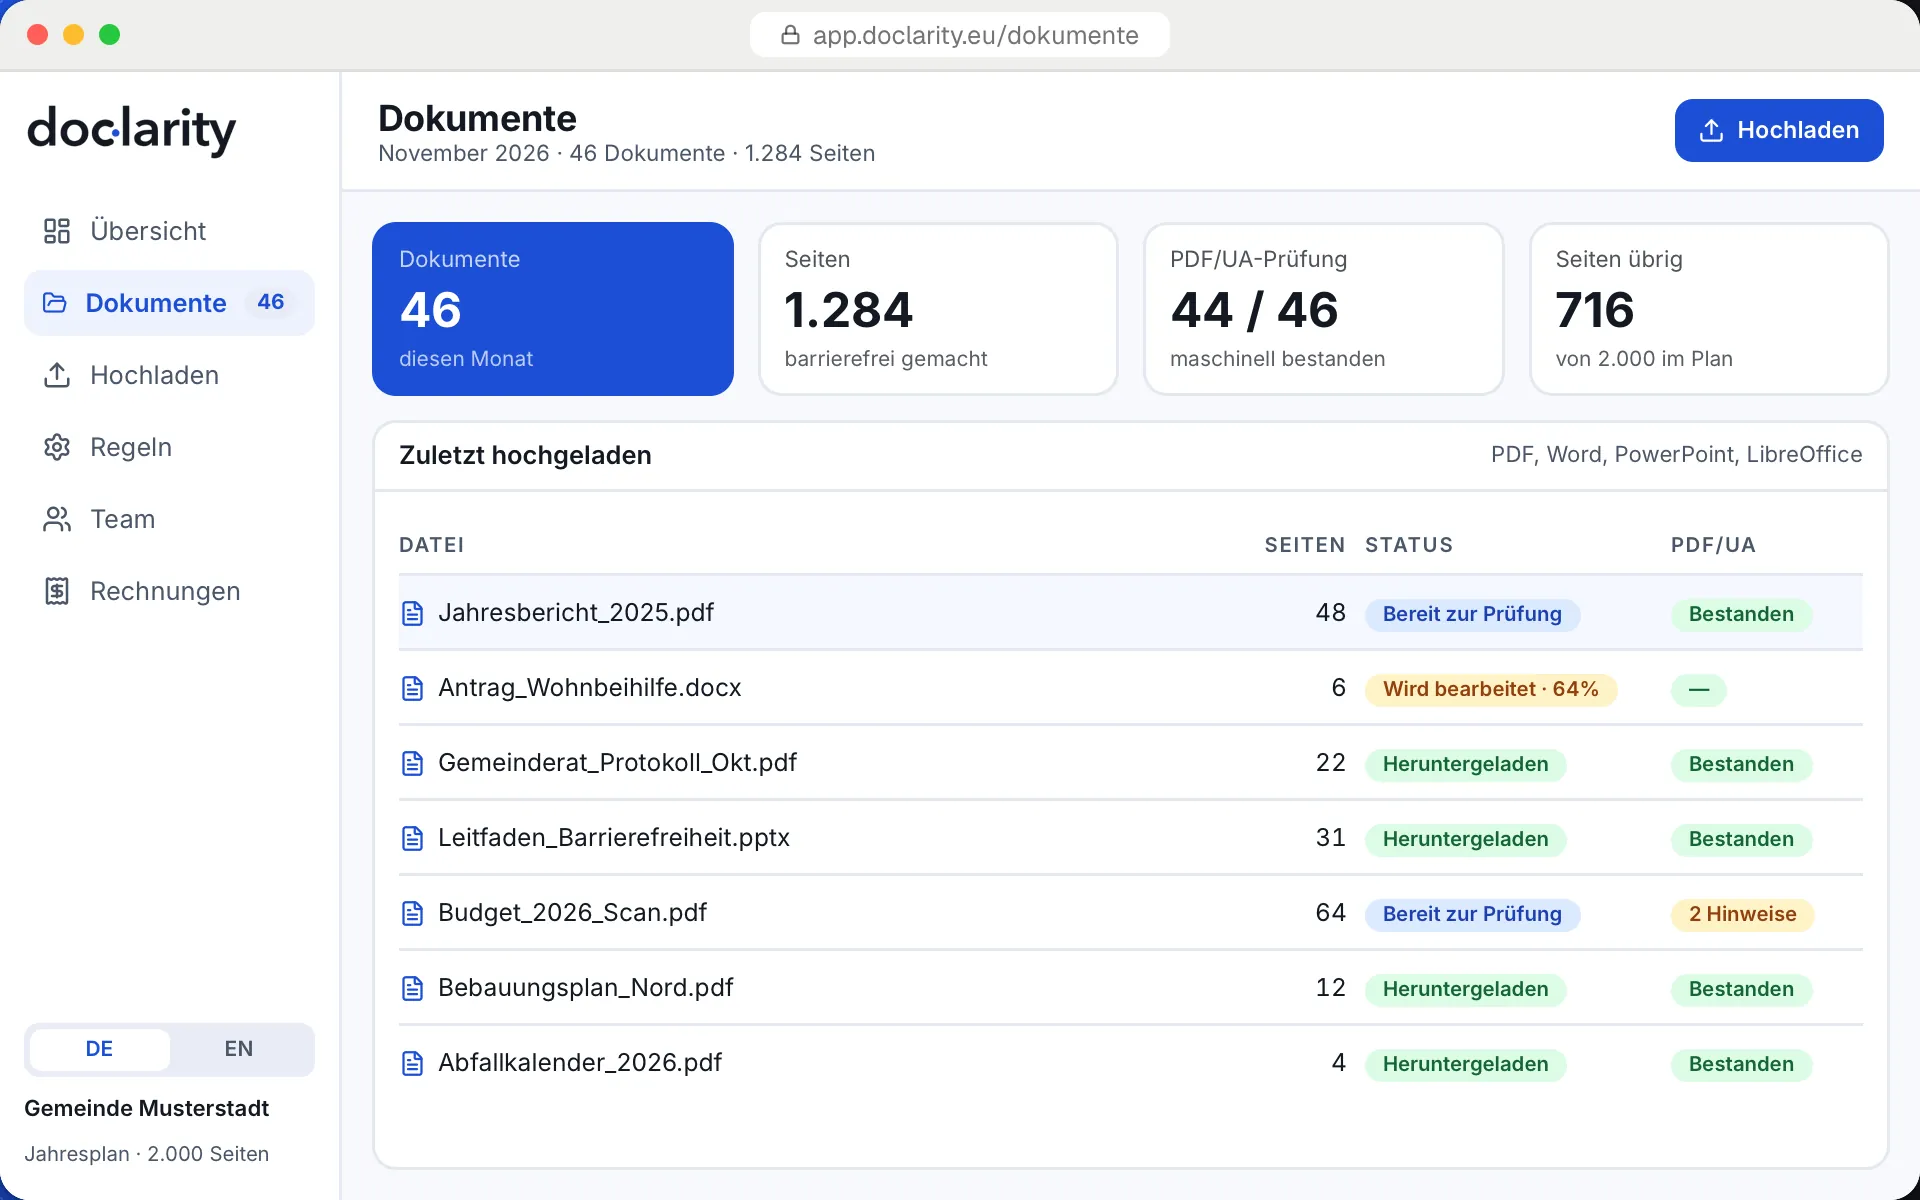 app.doclarity.eu/dokumente
doclarity
Übersicht
Dokumente 46
Hochladen
Regeln
Team
Rechnungen
DE EN
Gemeinde Musterstadt
Jahresplan · 2.000 Seiten
Dokumente
November 2026 · 46 Dokumente · 1.284 Seiten
Hochladen
Dokumente
46
diesen Monat
Seiten
1.284
barrierefrei gemacht
PDF/UA-Prüfung
44 / 46
maschinell bestanden
Seiten übrig
716
von 2.000 im Plan
Zuletzt hochgeladen
PDF, Word, PowerPoint, LibreOffice
DATEI SEITEN STATUS PDF/UA
Jahresbericht_2025.pdf 48 Bereit zur Prüfung Bestanden
Antrag_Wohnbeihilfe.docx 6 Wird bearbeitet · 64% —
Gemeinderat_Protokoll_Okt.pdf 22 Heruntergeladen Bestanden
Leitfaden_Barrierefreiheit.pptx 31 Heruntergeladen Bestanden
Budget_2026_Scan.pdf 64 Bereit zur Prüfung 2 Hinweise
Bebauungsplan_Nord.pdf 12 Heruntergeladen Bestanden
Abfallkalender_2026.pdf 4 Heruntergeladen Bestanden